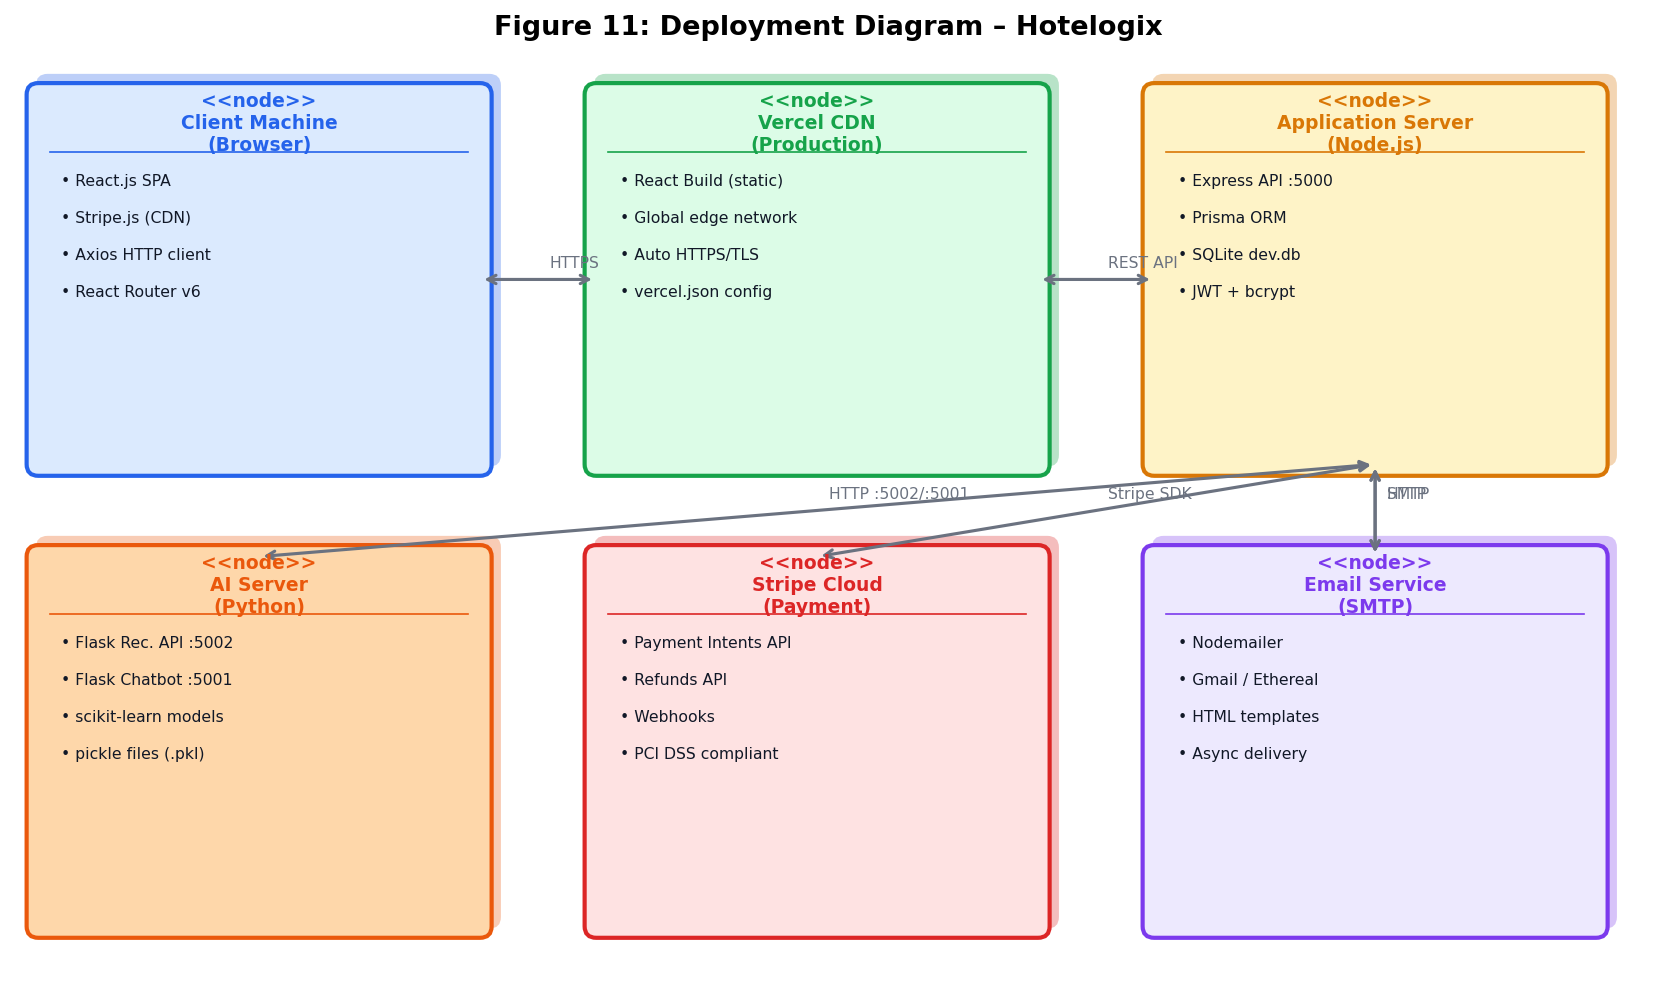 Figure 11: Deployment Diagram – Hotelogix
<<node>>
Client Machine
(Browser)
• React.js SPA
• Stripe.js (CDN)
• Axios HTTP client
• React Router v6
HTTPS
<<node>>
Vercel CDN
(Production)
• React Build (static)
• Global edge network
• Auto HTTPS/TLS
• vercel.json config
REST API
<<node>>
Application Server
(Node.js)
• Express API :5000
• Prisma ORM
• SQLite dev.db
• JWT + bcrypt
HTTP :5002/:5001
Stripe SDK
<<node>>
AI Server
(Python)
• Flask Rec. API :5002
• Flask Chatbot :5001
• scikit-learn models
• pickle files (.pkl)
<<node>>
Stripe Cloud
(Payment)
• Payment Intents API
• Refunds API
• Webhooks
• PCI DSS compliant
<<node>>
Email Service
(SMTP)
• Nodemailer
• Gmail / Ethereal
• HTML templates
• Async delivery